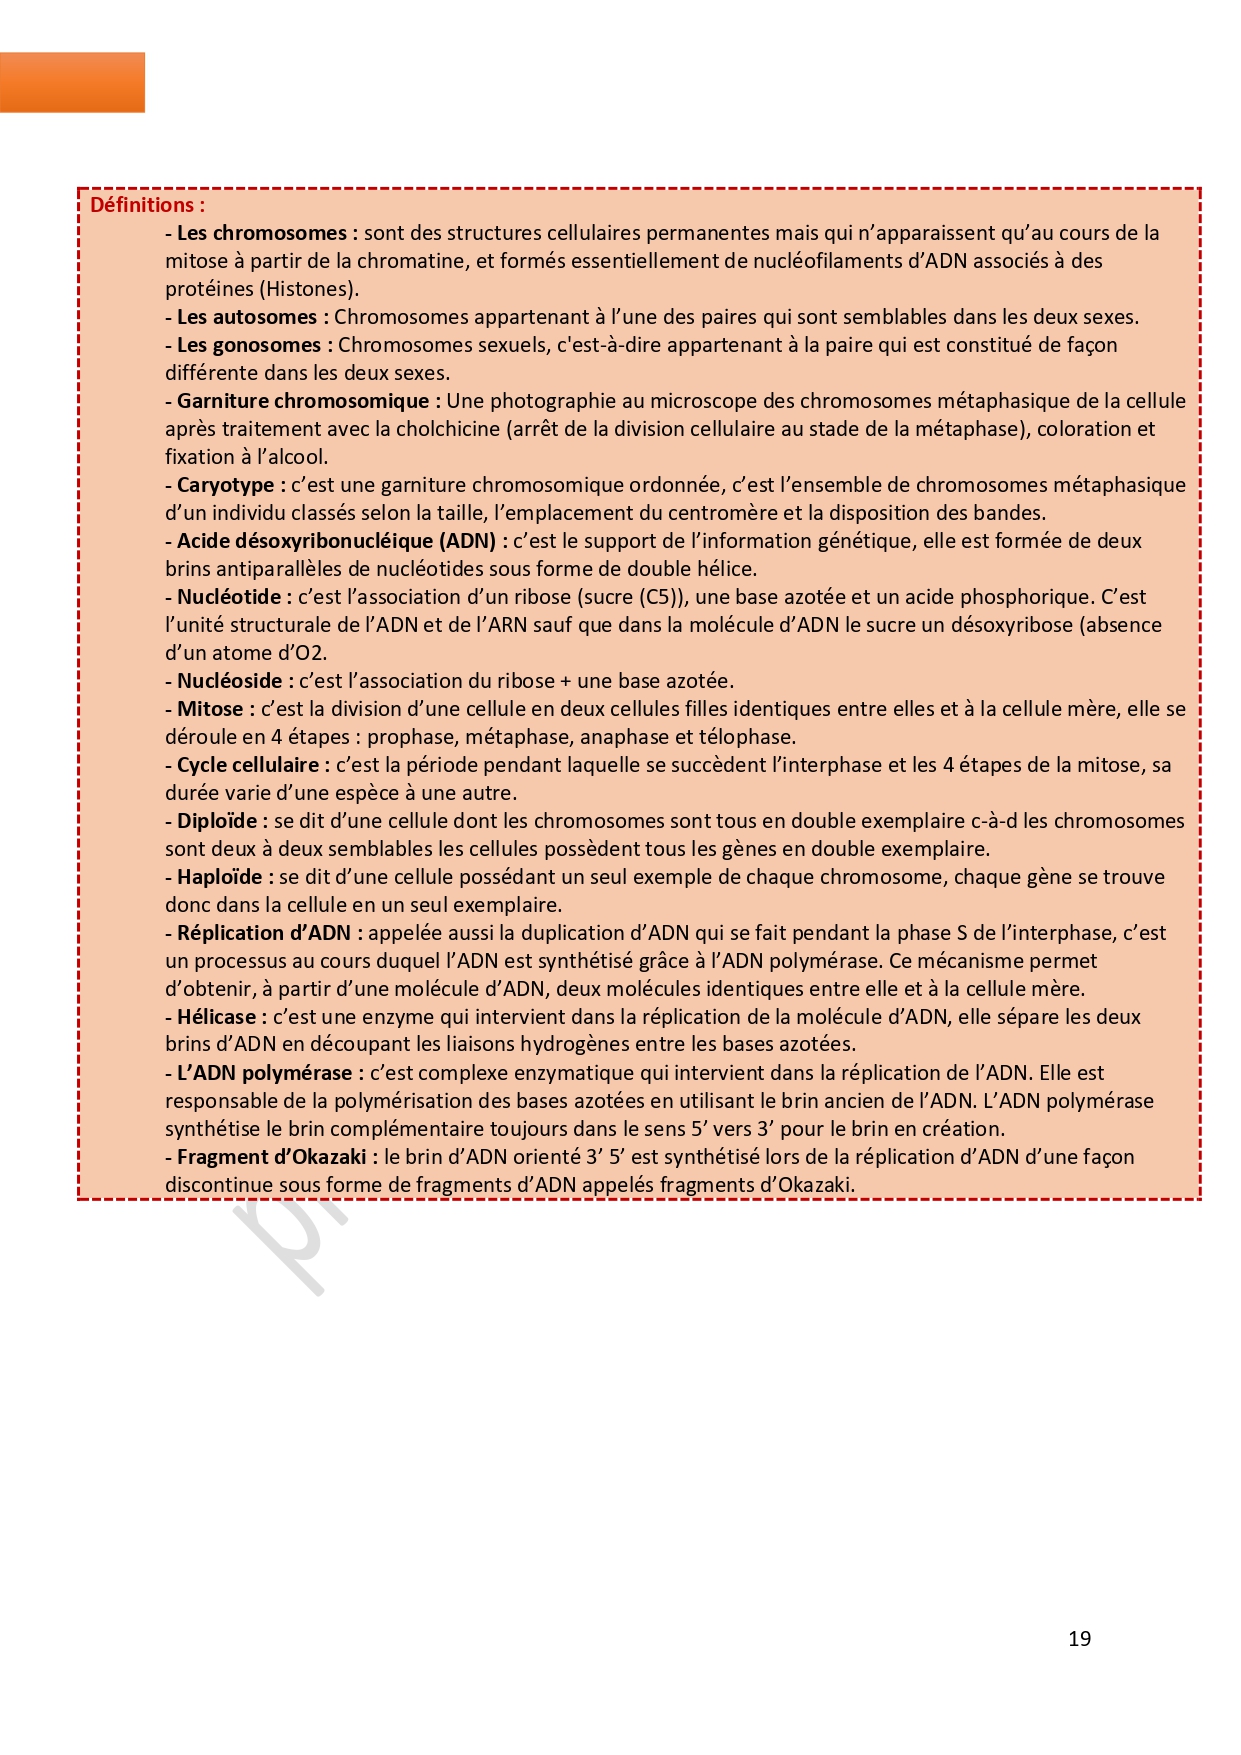 Définitions :
- Les chromosomes : sont des structures cellulaires permanentes mais qui n’apparaissent qu’au cours de la
mitose à partir de la chromatine, et formés essentiellement de nucléofilaments d’ADN associés à des
protéines (Histones).
- Les autosomes : Chromosomes appartenant à l’une des paires qui sont semblables dans les deux sexes.
- Les gonosomes : Chromosomes sexuels, c'est-à-dire appartenant à la paire qui est constitué de façon
différente dans les deux sexes.
- Garniture chromosomique : Une photographie au microscope des chromosomes métaphasique de la cellule
après traitement avec la cholchicine (arrêt de la division cellulaire au stade de la métaphase), coloration et
fixation à l’alcool.
- Caryotype : c’est une garniture chromosomique ordonnée, c’est l’ensemble de chromosomes métaphasique
d’un individu classés selon la taille, l’emplacement du centromère et la disposition des bandes.
- Acide désoxyribonucléique (ADN) : c’est le support de l’information génétique, elle est formée de deux
brins antiparallèles de nucléotides sous forme de double hélice.
- Nucléotide : c’est l’association d’un ribose (sucre (C5)), une base azotée et un acide phosphorique. C’est
l’unité structurale de l’ADN et de l’ARN sauf que dans la molécule d’ADN le sucre un désoxyribose (absence
d’un atome d’O2.
- Nucléoside : c’est l’association du ribose + une base azotée.
- Mitose : c’est la division d’une cellule en deux cellules filles identiques entre elles et à la cellule mère, elle se
déroule en 4 étapes : prophase, métaphase, anaphase et télophase.
- Cycle cellulaire : c’est la période pendant laquelle se succèdent l’interphase et les 4 étapes de la mitose, sa
durée varie d’une espèce à une autre.
- Diploïde : se dit d’une cellule dont les chromosomes sont tous en double exemplaire c-à-d les chromosomes
sont deux à deux semblables les cellules possèdent tous les gènes en double exemplaire.
- Haploïde : se dit d’une cellule possédant un seul exemple de chaque chromosome, chaque gène se trouve
donc dans la cellule en un seul exemplaire.
- Réplication d’ADN : appelée aussi la duplication d’ADN qui se fait pendant la phase S de l’interphase, c’est
un processus au cours duquel l’ADN est synthétisé grâce à l’ADN polymérase. Ce mécanisme permet
d’obtenir, à partir d’une molécule d’ADN, deux molécules identiques entre elle et à la cellule mère.
- Hélicase : c’est une enzyme qui intervient dans la réplication de la molécule d’ADN, elle sépare les deux
brins d’ADN en découpant les liaisons hydrogènes entre les bases azotées.
- L’ADN polymérase : c’est complexe enzymatique qui intervient dans la réplication de l’ADN. Elle est
responsable de la polymérisation des bases azotées en utilisant le brin ancien de l’ADN. L’ADN polymérase
synthétise le brin complémentaire toujours dans le sens 5’ vers 3’ pour le brin en création.
- Fragment d’Okazaki : le brin d’ADN orienté 3’ 5’ est synthétisé lors de la réplication d’ADN d’une façon
discontinue sous forme de fragments d’ADN appelés fragments d’Okazaki.
19